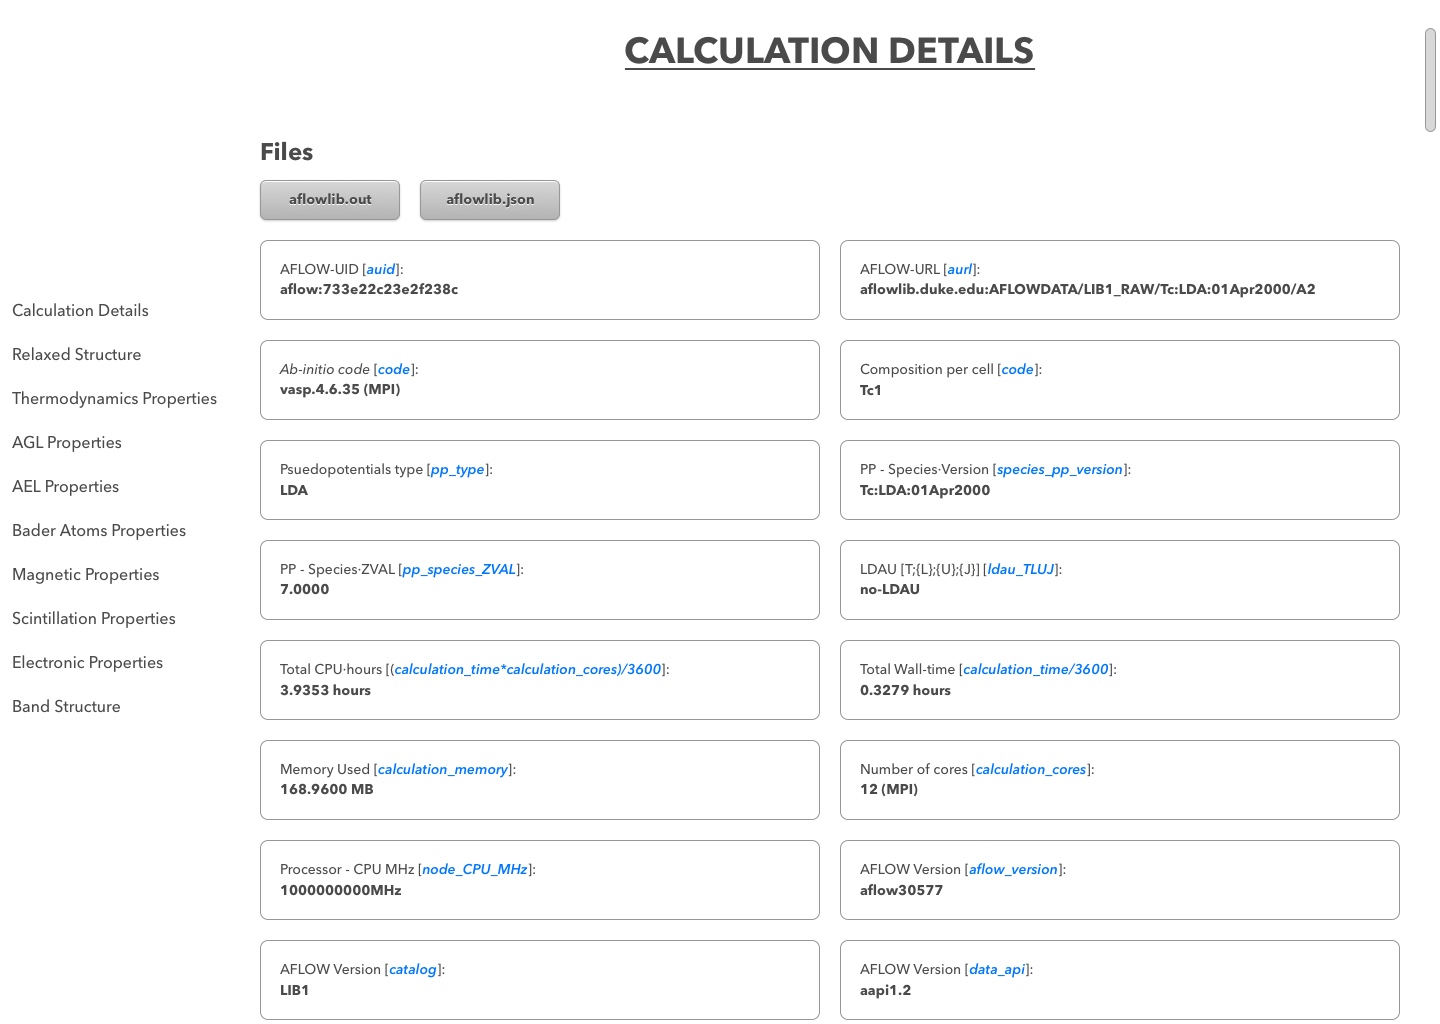 CALCULATION DETAILS
Files
aflowlib.out
aflowlib.json
Calculation Details
Relaxed Structure
Thermodynamics Properties
AGL Properties
AEL Properties
Bader Atoms Properties
Magnetic Properties
Scintillation Properties
Electronic Properties
Band Structure
AFLOW-UID [auid]:
aflow:733e22c23e2f238c
AFLOW-URL [aurl]:
aflowlib.duke.edu:AFLOWDATA/LIB1_RAW/Tc:LDA:01Apr2000/A2
Ab-initio code [code]:
vasp.4.6.35 (MPI)
Composition per cell [code]:
Tc1
Psuedopotentials type [pp_type]:
LDA
PP - Species·Version [species_pp_version]:
Tc:LDA:01Apr2000
PP - Species·ZVAL [pp_species_ZVAL]:
7.0000
LDAU [T;{L};{U};{J}] [ldau_TLUJ]:
no-LDAU
Total CPU·hours [(calculation_time*calculation_cores)/3600]:
3.9353 hours
Total Wall-time [calculation_time/3600]:
0.3279 hours
Memory Used [calculation_memory]:
168.9600 MB
Number of cores [calculation_cores]:
12 (MPI)
Processor - CPU MHz [node_CPU_MHz]:
1000000000MHz
AFLOW Version [aflow_version]:
aflow30577
AFLOW Version [catalog]:
LIB1
AFLOW Version [data_api]:
aapi1.2